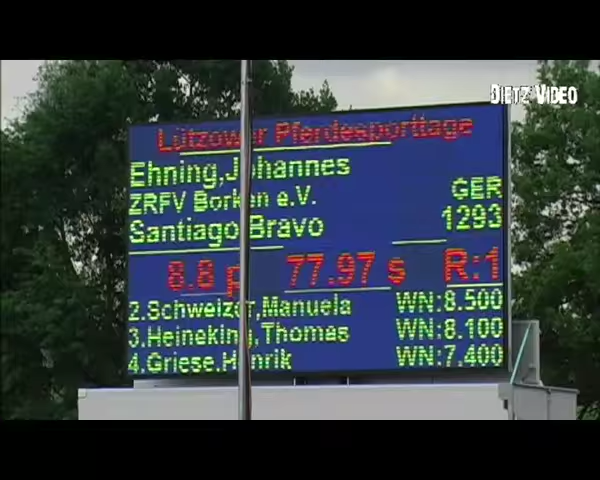 DIETZ VIDEO
Lützower Pferdesporttage
Ehning,Johannes
ZRFV Borken e.V. GER
Santiago Bravo 1293
8.8 p 77.97 s R:1
2.Schweizer,Manuela WN:8.500
3.Heineking,Thomas WN:8.100
4.Griese,Henrik WN:7.400